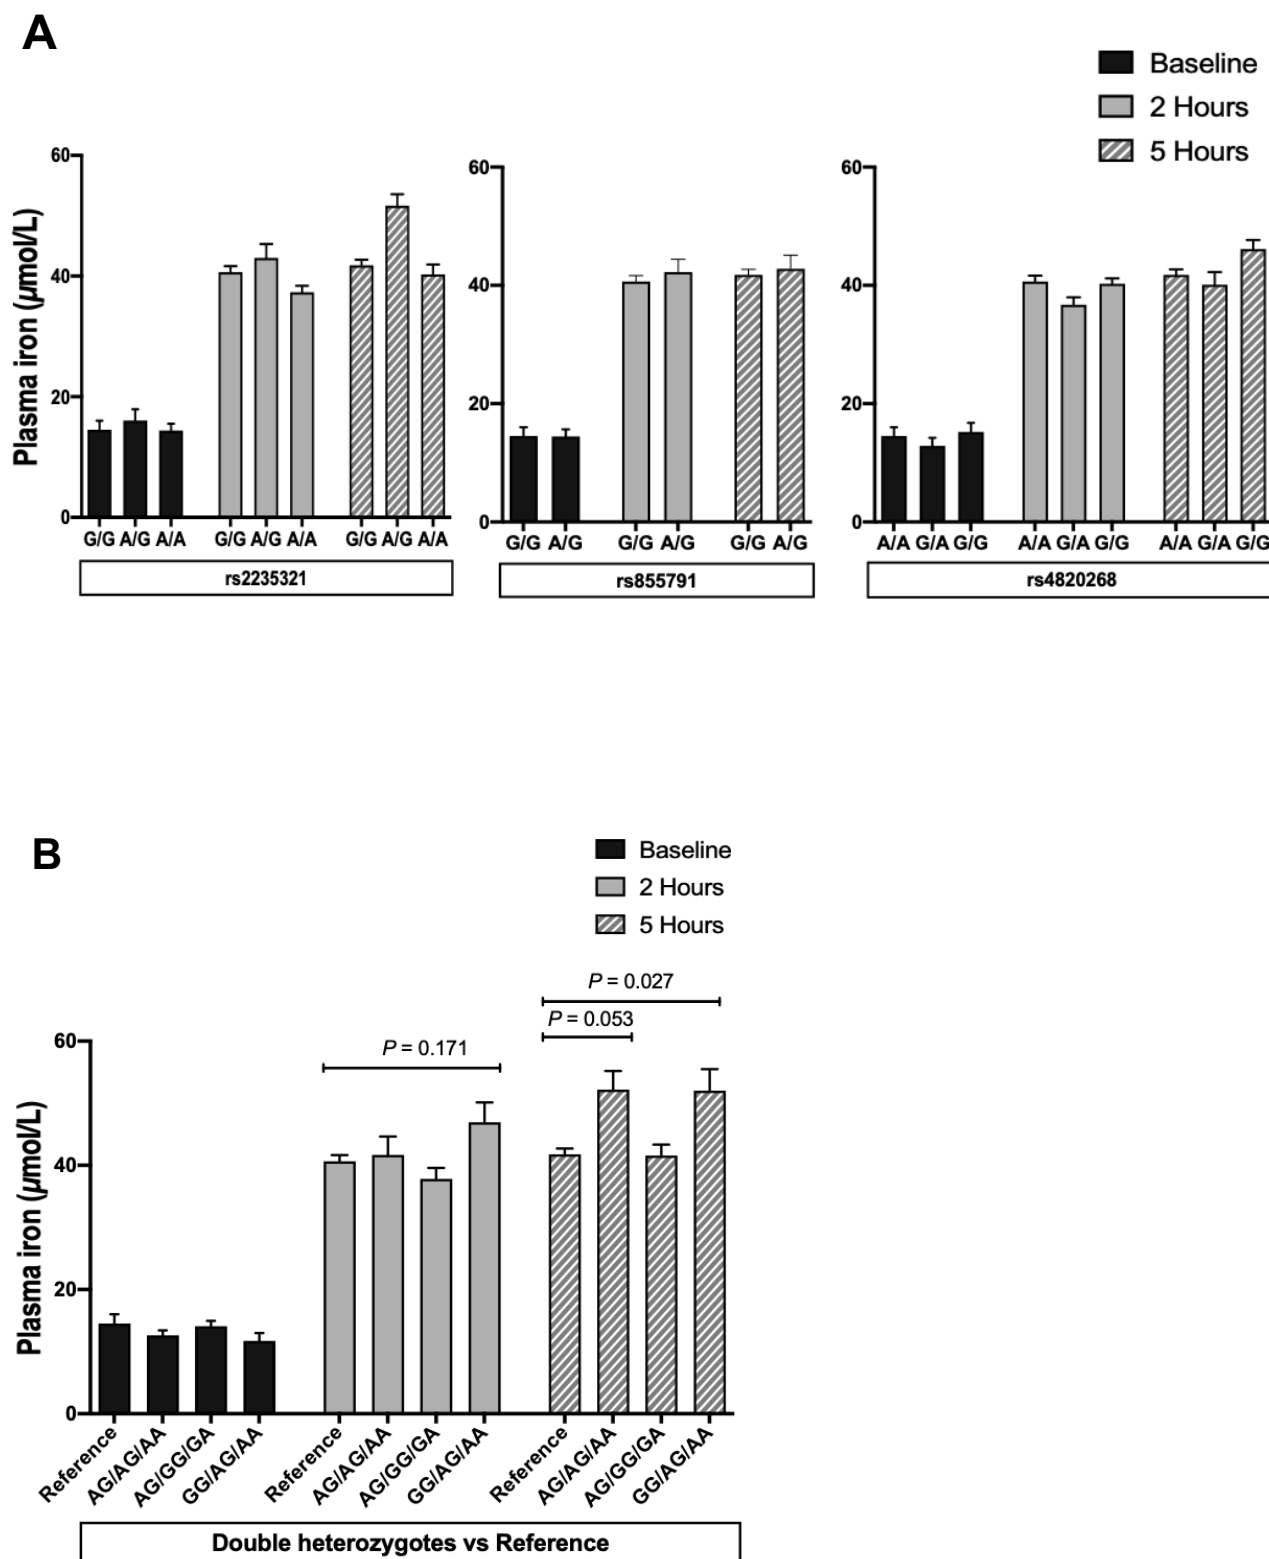 A
Baseline
2 Hours
5 Hours
Plasma iron (µmol/L)
60
40
20
0
G/G A/G A/A G/G A/G A/A G/G A/G A/A
rs2235321
60
40
20
0
G/G A/G G/G A/G G/G A/G
rs855791
60
40
20
0
A/A G/A G/G A/A G/A G/G A/A G/A G/G
rs4820268
B
Baseline
2 Hours
5 Hours
Plasma iron (µmol/L)
60
40
20
0
P = 0.171
P = 0.027
P = 0.053
Reference
AG/AG/AA
AG/GG/GA
GG/AG/AA
Reference
AG/AG/AA
AG/GG/GA
GG/AG/AA
Reference
AG/AG/AA
AG/GG/GA
GG/AG/AA
Double heterozygotes vs Reference